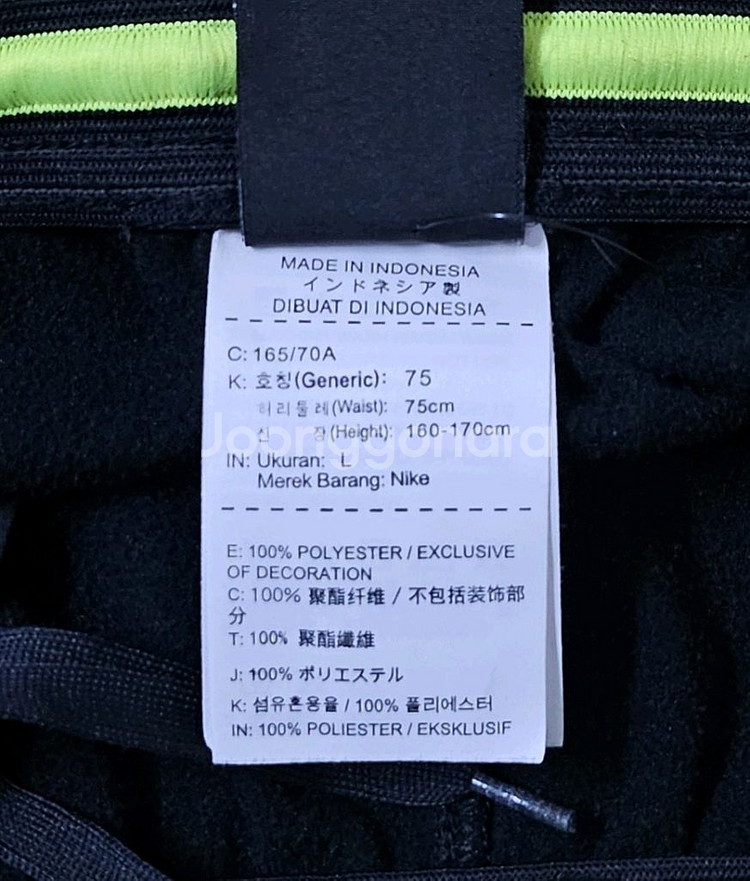 MADE IN INDONESIA
インドネシア製
DIBUAT DI INDONESIA
C: 165/70A
K: 호칭(Generic): 75
허리둘레(Waist): 75cm
신 장(Height): 160-170cm
IN: Ukuran: L
Merek Barang: Nike
Joonggonara
E: 100% POLYESTER / EXCLUSIVE
OF DECORATION
C: 100% 聚酯纤维 / 不包括装饰部
分
T: 100% 聚酯纖維
J: 100% ポリエステル
K: 섬유혼용율 / 100% 폴리에스터
IN: 100% POLIESTER / EKSKLUSIF